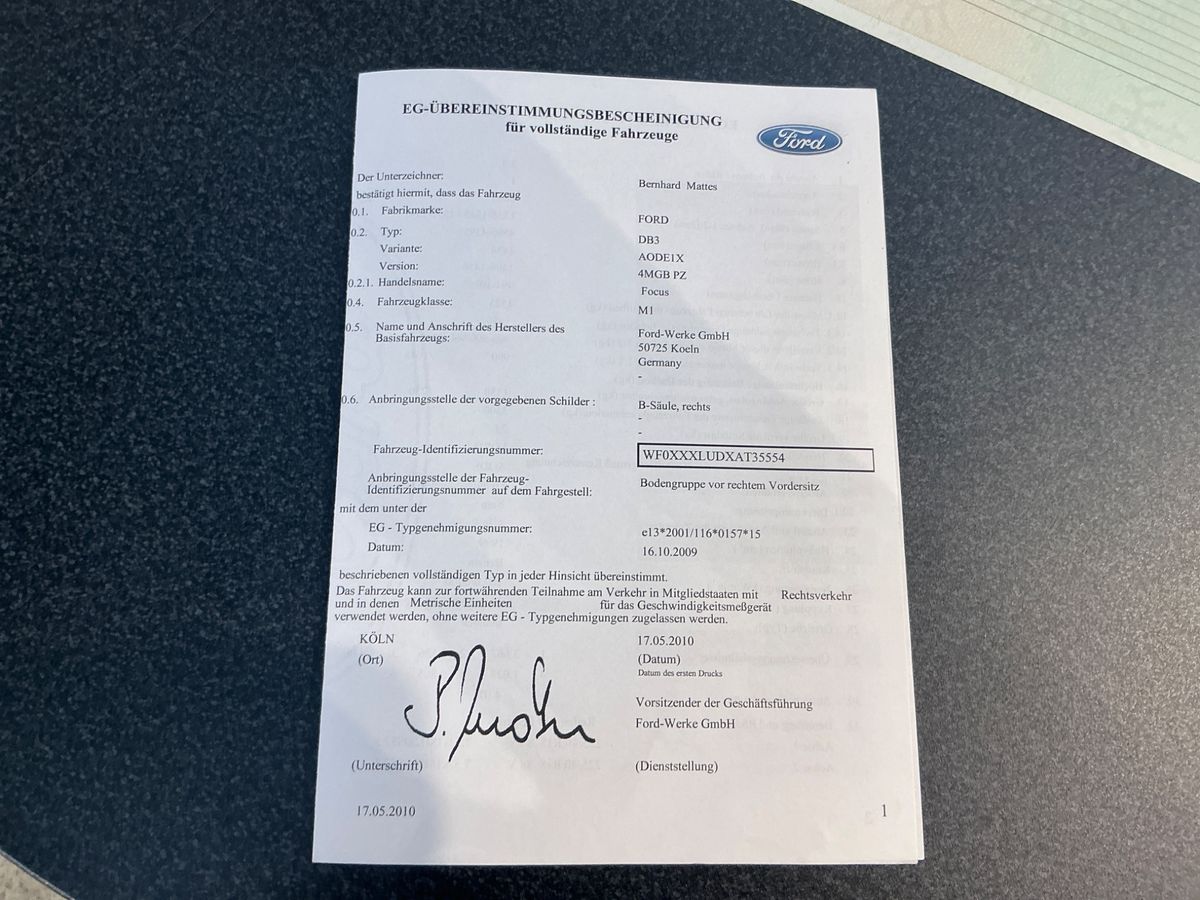 EG-ÜBEREINSTIMMUNGSBESCHEINIGUNG
für vollständige Fahrzeuge
Ford
Der Unterzeichner: Bernhard Mattes
bestätigt hiermit, dass das Fahrzeug
0.1. Fabrikmarke: FORD
0.2. Typ: DB3
Variante: AODE1X
Version: 4MGB PZ
0.2.1. Handelsname: Focus
0.4. Fahrzeugklasse: M1
0.5. Name und Anschrift des Herstellers des Ford-Werke GmbH
Basisfahrzeugs: 50725 Koeln
Germany
-
0.6. Anbringungsstelle der vorgegebenen Schilder : B-Säule, rechts
-
-
Fahrzeug-Identifizierungsnummer: WF0XXXLUDXAT35554
Anbringungsstelle der Fahrzeug-
Identifizierungsnummer auf dem Fahrgestell: Bodengruppe vor rechtem Vordersitz
mit dem unter der
EG - Typgenehmigungsnummer: e13*2001/116*0157*15
Datum: 16.10.2009
beschriebenen vollständigen Typ in jeder Hinsicht übereinstimmt.
Das Fahrzeug kann zur fortwährenden Teilnahme am Verkehr in Mitgliedstaaten mit Rechtsverkehr
und in denen Metrische Einheiten für das Geschwindigkeitsmeßgerät
verwendet werden, ohne weitere EG - Typgenehmigungen zugelassen werden.
KÖLN 17.05.2010
(Ort) (Datum)
Datum des ersten Drucks
Vorsitzender der Geschäftsführung
Ford-Werke GmbH
(Unterschrift) (Dienststellung)
17.05.2010 1